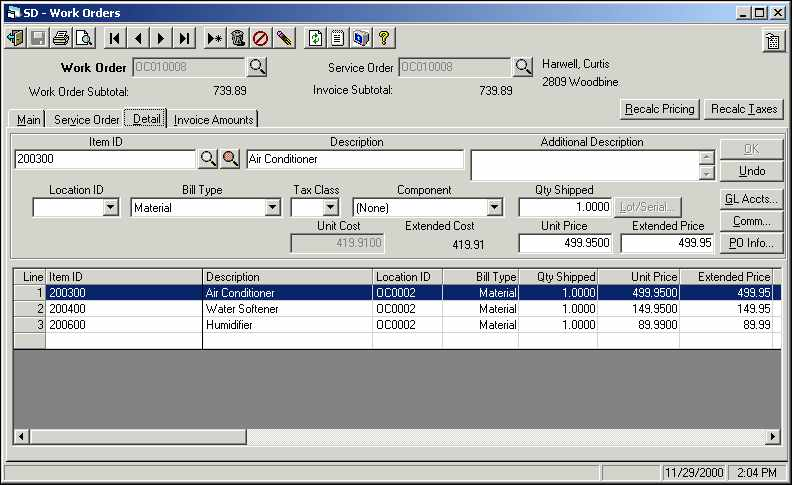 SD - Work Orders
Work Order OC010008 Service Order OC010008 Harwell, Curtis
2809 Woodbine
Work Order Subtotal: 739.89 Invoice Subtotal: 739.89
Recalc Pricing Recalc Taxes
Main Service Order Detail Invoice Amounts
Item ID Description Additional Description
OK
200300 Air Conditioner
Undo
Location ID Bill Type Tax Class Component Qty Shipped
GL Accts...
Material (None) 1.0000 Lot/Serial...
Comm...
Unit Cost Extended Cost Unit Price Extended Price
419.9100 419.91 499.9500 499.95 PO Info...
Line Item ID Description Location ID Bill Type Qty Shipped Unit Price Extended Price
1 200300 Air Conditioner OC0002 Material 1.0000 499.9500 499.95
2 200400 Water Softener OC0002 Material 1.0000 149.9500 149.95
3 200600 Humidifier OC0002 Material 1.0000 89.9900 89.99
11/29/2000 2:04 PM